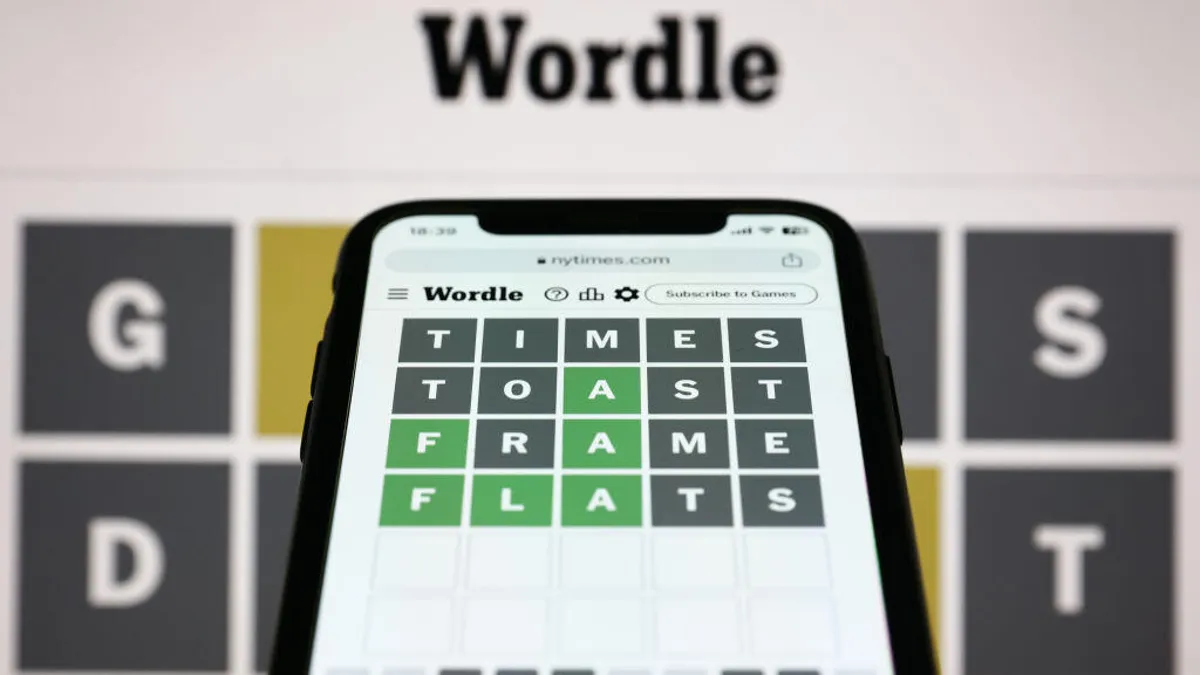 Wordle
G S
D T
18:39
nytimes.com
Wordle ? Subscribe to Games
T I M E S
T O A S T
F R A M E
F L A T S